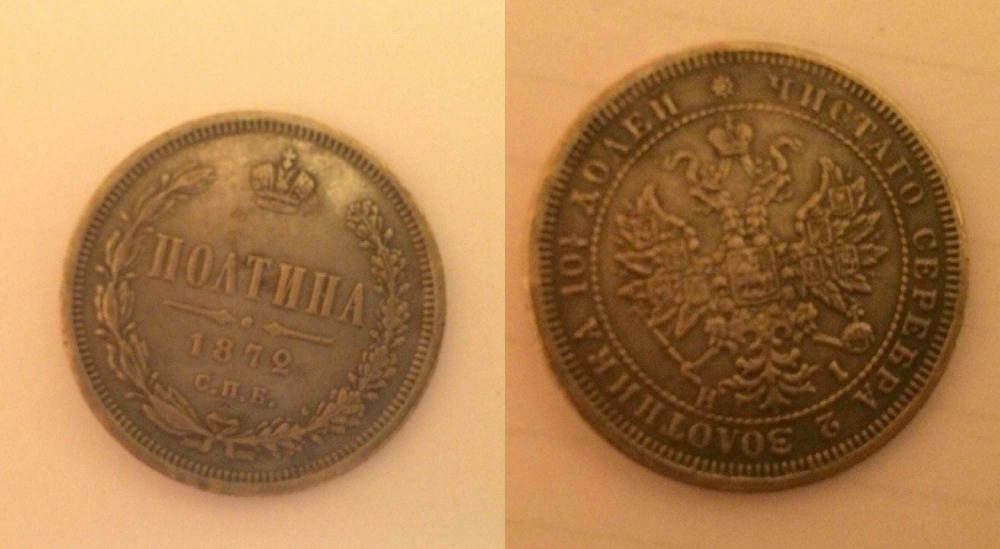 ПОЛТИНА
1872
С.П.Б.
ЧИСТАГО СЕРЕБРА 2 ЗОЛОТНИКА 10½ ДОЛЕЙ
Н I